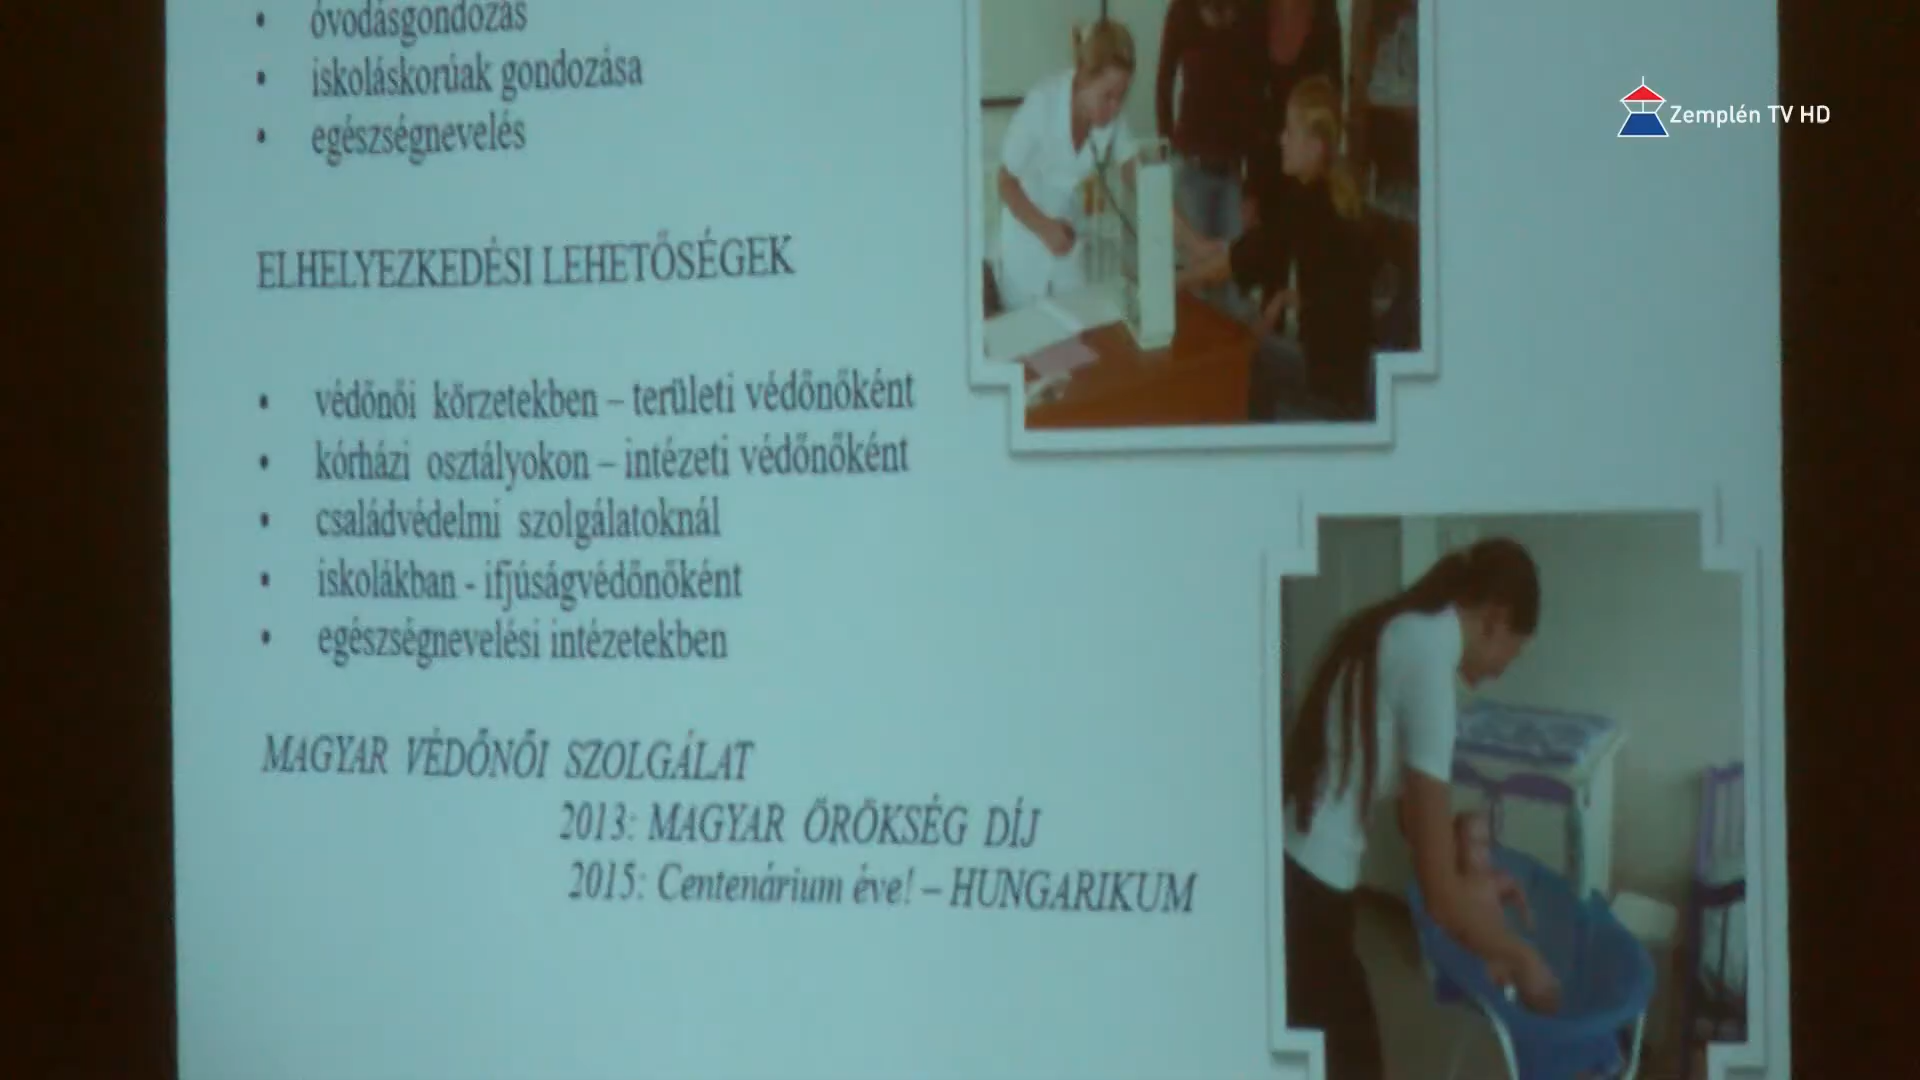 • óvodásgondozás
• iskoláskorúak gondozása
• egészségnevelés
Zemplén TV HD
ELHELYEZKEDÉSI LEHETŐSÉGEK
• védőnői körzetekben – területi védőnőként
• kórházi osztályokon – intézeti védőnőként
• családvédelmi szolgálatoknál
• iskolákban - ifjúságvédőnőként
• egészségnevelési intézetekben
MAGYAR VÉDŐNŐI SZOLGÁLAT
2013: MAGYAR ÖRÖKSÉG DÍJ
2015: Centenárium éve! – HUNGARIKUM